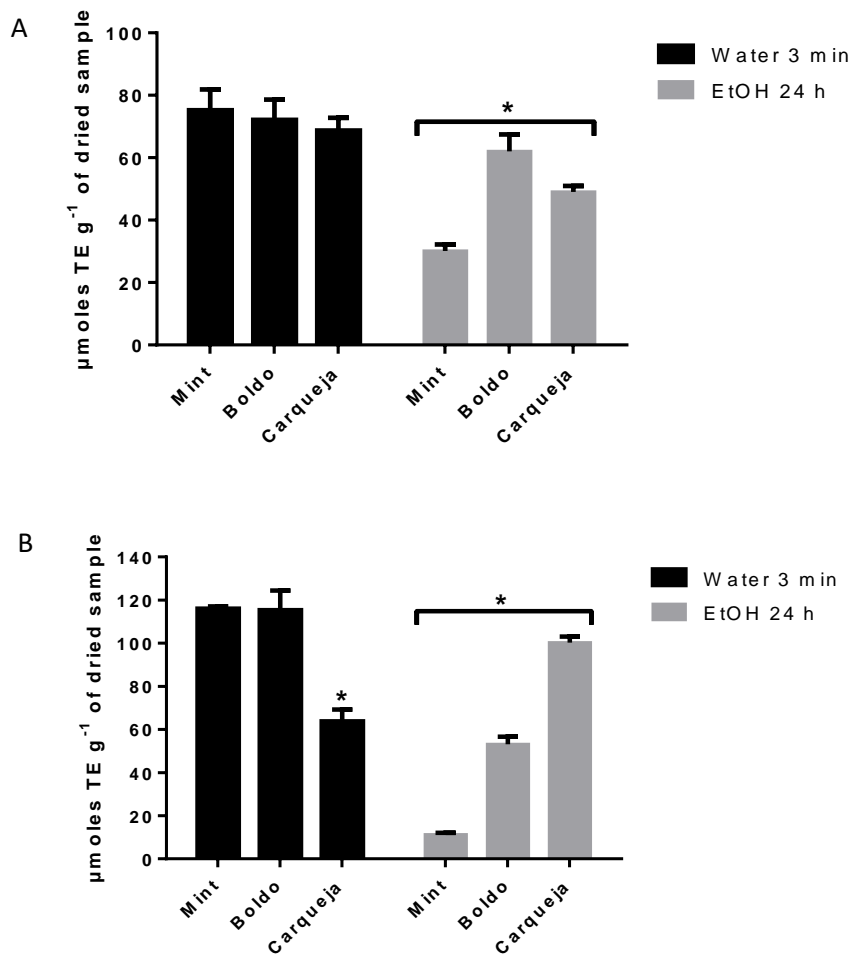 A
µmoles TE g⁻¹ of dried sample
100
80
60
40
20
0
*
Water 3 min
EtOH 24 h
Mint
Boldo
Carqueja
Mint
Boldo
Carqueja
B
µmoles TE g⁻¹ of dried sample
140
120
100
80
60
40
20
0
*
*
Water 3 min
EtOH 24 h
Mint
Boldo
Carqueja
Mint
Boldo
Carqueja